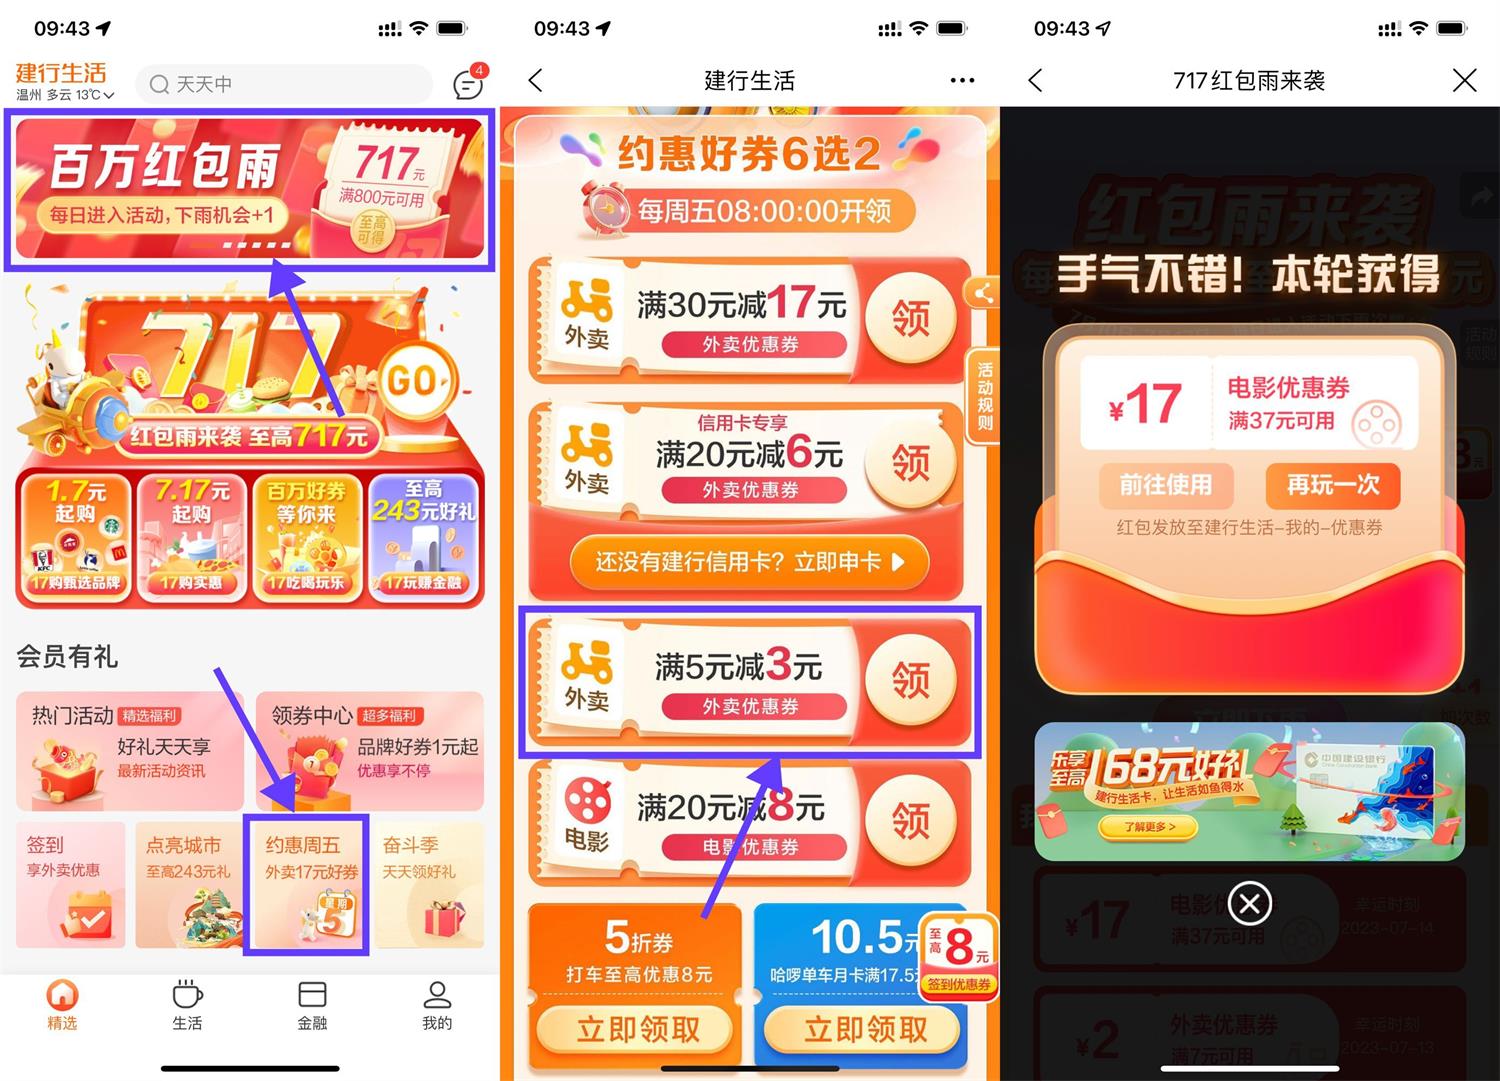 09:43
建行生活
温州 多云 13℃
天天中
4
百万红包雨
每日进入活动,下雨机会+1
717元
满800元可用
至高
可得
717
GO
红包雨来袭 至高717元
1.7元
起购
KFC
17购甄选品牌
7.17元
起购
17购实惠
百万好券
等你来
17吃喝玩乐
至高
243元好礼
17玩赚金融
会员有礼
热门活动 精选福利
好礼天天享
最新活动资讯
领券中心 超多福利
品牌好券1元起
优惠享不停
签到
享外卖优惠
点亮城市
至高243元礼
约惠周五
外卖17元好券
星期
5
奋斗季
天天领好礼
精选
生活
金融
我的
09:43
建行生活
约惠好券6选2
每周五08:00:00开领
外卖
满30元减17元
外卖优惠券
领
活动规则
外卖
信用卡专享
满20元减6元
外卖优惠券
领
还没有建行信用卡? 立即申卡
外卖
满5元减3元
外卖优惠券
领
电影
满20元减8元
电影优惠券
领
5折券
打车至高优惠8元
立即领取
10.5元
哈啰单车月卡满17.5
立即领取
至高8元
签到优惠券
09:43
717红包雨来袭
红包雨来袭
手气不错! 本轮获得
活动
规则
¥17
电影优惠券
满37元可用
前往使用
再玩一次
红包发放至建行生活-我的-优惠券
乐享
至高168元好礼
建行生活卡,让生活如鱼得水
了解更多 >
中国建设银行
China Construction Bank
¥17
满37元可用
幸运时刻
2023-07-14
¥2
外卖优惠券
满7元可用
幸运时刻
2023-07-13